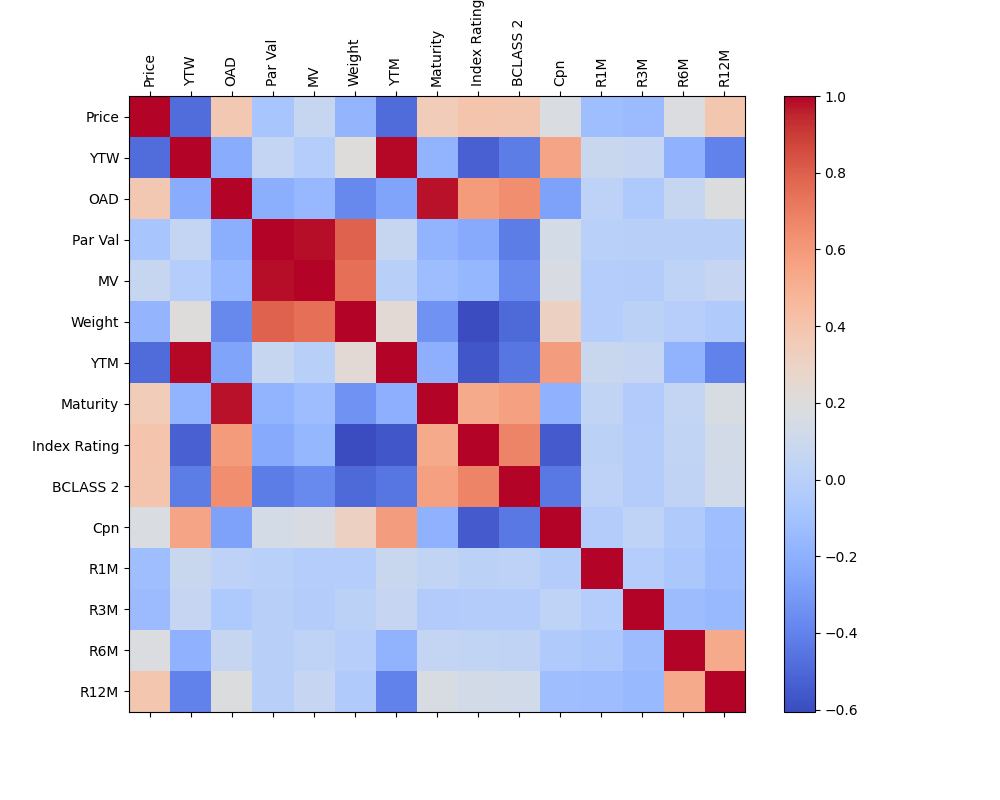 Price
YTW
OAD
Par Val
MV
Weight
YTM
Maturity
Index Rating
BCLASS 2
Cpn
R1M
R3M
R6M
R12M
Price
YTW
OAD
Par Val
MV
Weight
YTM
Maturity
Index Rating
BCLASS 2
Cpn
R1M
R3M
R6M
R12M
1.0
0.8
0.6
0.4
0.2
0.0
−0.2
−0.4
−0.6